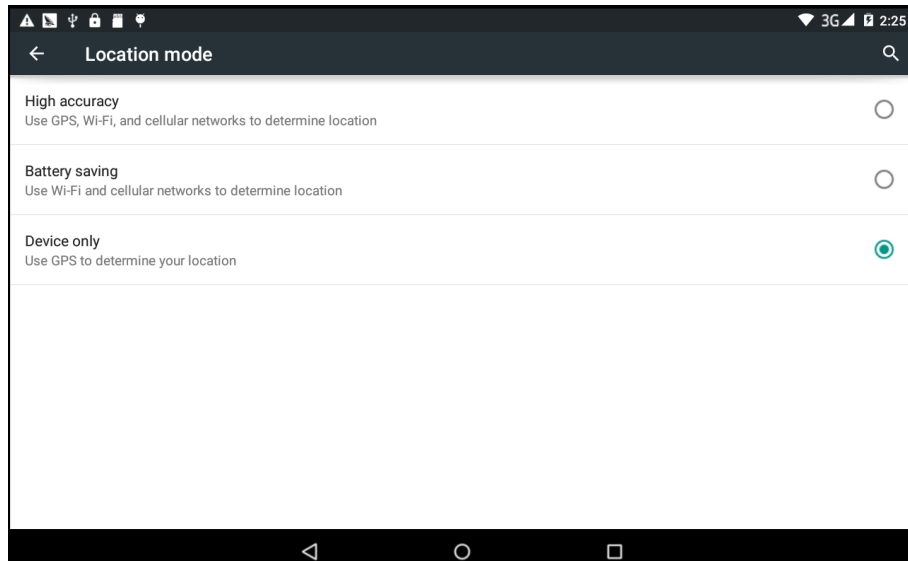 3G 2:25
Location mode
High accuracy
Use GPS, Wi-Fi, and cellular networks to determine location
Battery saving
Use Wi-Fi and cellular networks to determine location
Device only
Use GPS to determine your location